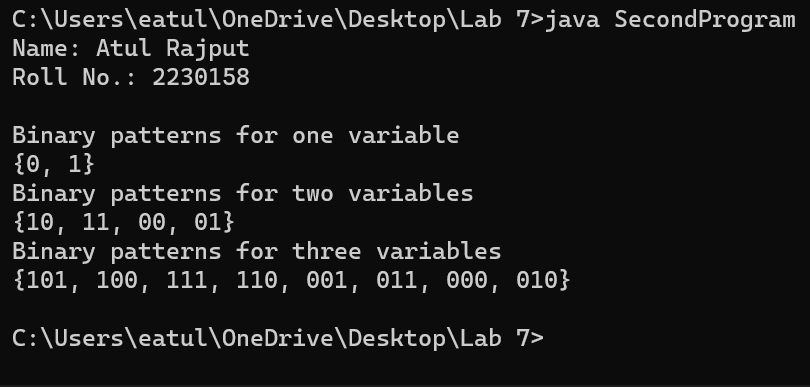 C:\Users\eatul\OneDrive\Desktop\Lab 7>java SecondProgram
Name: Atul Rajput
Roll No.: 2230158
Binary patterns for one variable
{0, 1}
Binary patterns for two variables
{10, 11, 00, 01}
Binary patterns for three variables
{101, 100, 111, 110, 001, 011, 000, 010}
C:\Users\eatul\OneDrive\Desktop\Lab 7>